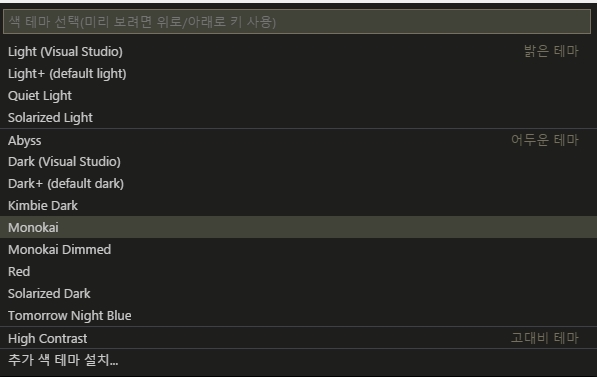 색 테마 선택(미리 보려면 위로/아래로 키 사용)
Light (Visual Studio) 밝은 테마
Light+ (default light)
Quiet Light
Solarized Light
Abyss 어두운 테마
Dark (Visual Studio)
Dark+ (default dark)
Kimbie Dark
Monokai
Monokai Dimmed
Red
Solarized Dark
Tomorrow Night Blue
High Contrast 고대비 테마
추가 색 테마 설치...